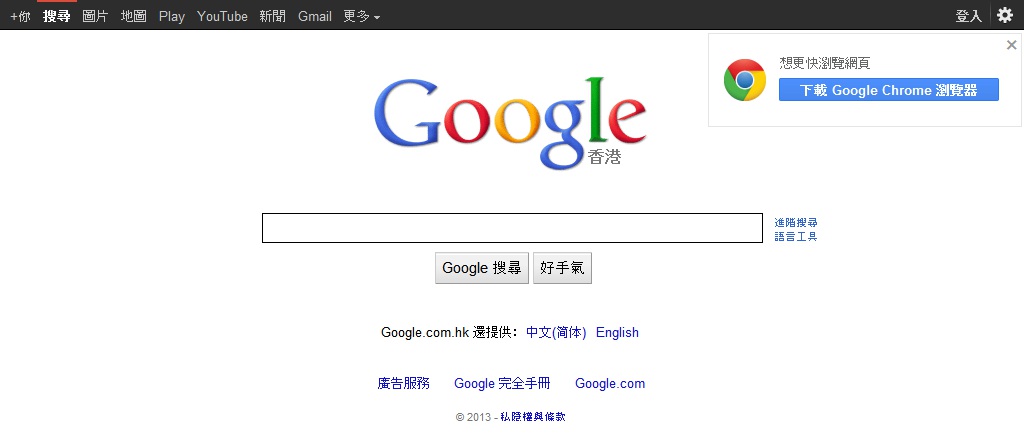 +你 搜尋 圖片 地圖 Play YouTube 新聞 Gmail 更多 登入
想更快瀏覽網頁
下載 Google Chrome 瀏覽器
Google
香港
進階搜尋
語言工具
Google 搜尋 好手氣
Google.com.hk 還提供： 中文(简体) English
廣告服務 Google 完全手冊 Google.com
© 2013 - 私隱權與條款